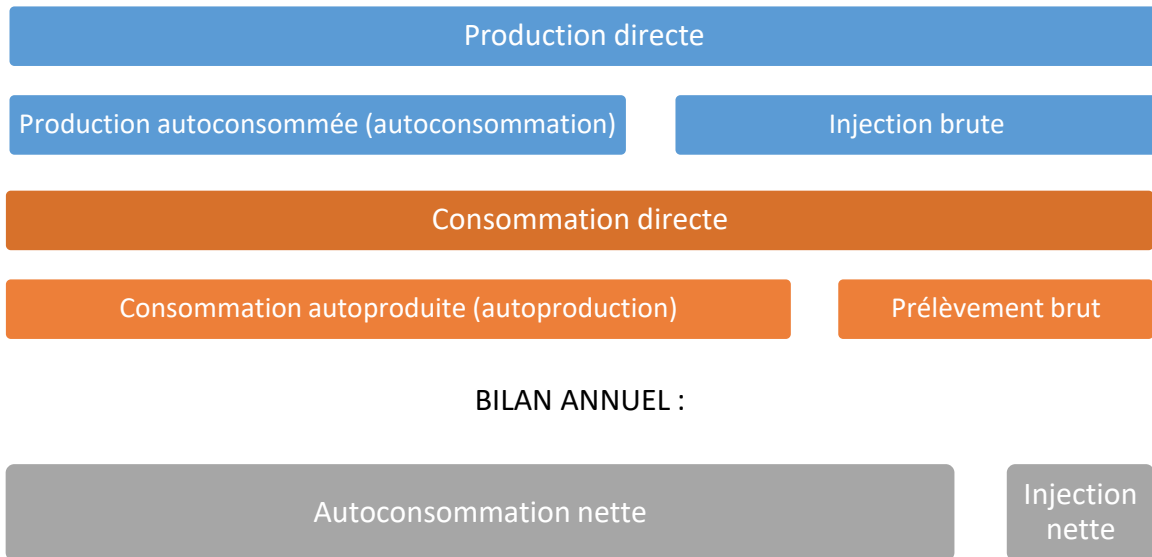 Production directe
Production autoconsommée (autoconsommation)
Injection brute
Consommation directe
Consommation autoproduite (autoproduction)
Prélèvement brut
BILAN ANNUEL :
Autoconsommation nette
Injection
nette